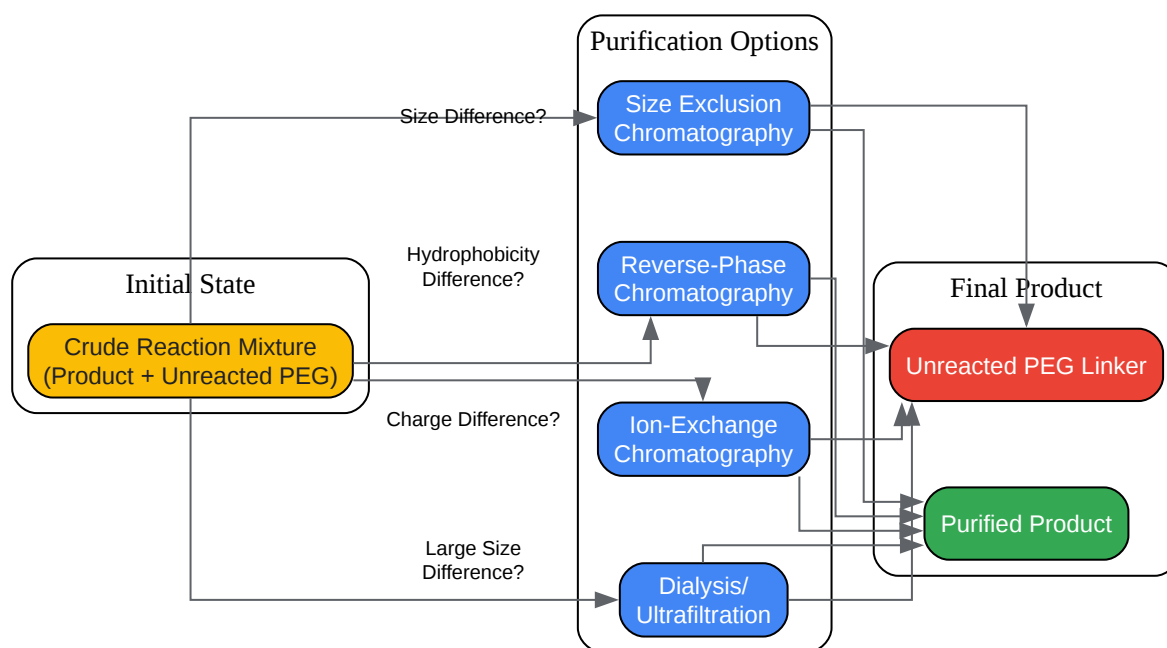 Purification Options
Size Difference?
Size Exclusion
Chromatography
Hydrophobicity
Difference?
Reverse-Phase
Chromatography
Initial State
Crude Reaction Mixture
(Product + Unreacted PEG)
Final Product
Unreacted PEG Linker
Charge Difference?
Ion-Exchange
Chromatography
Purified Product
Large Size
Difference?
Dialysis/
Ultrafiltration